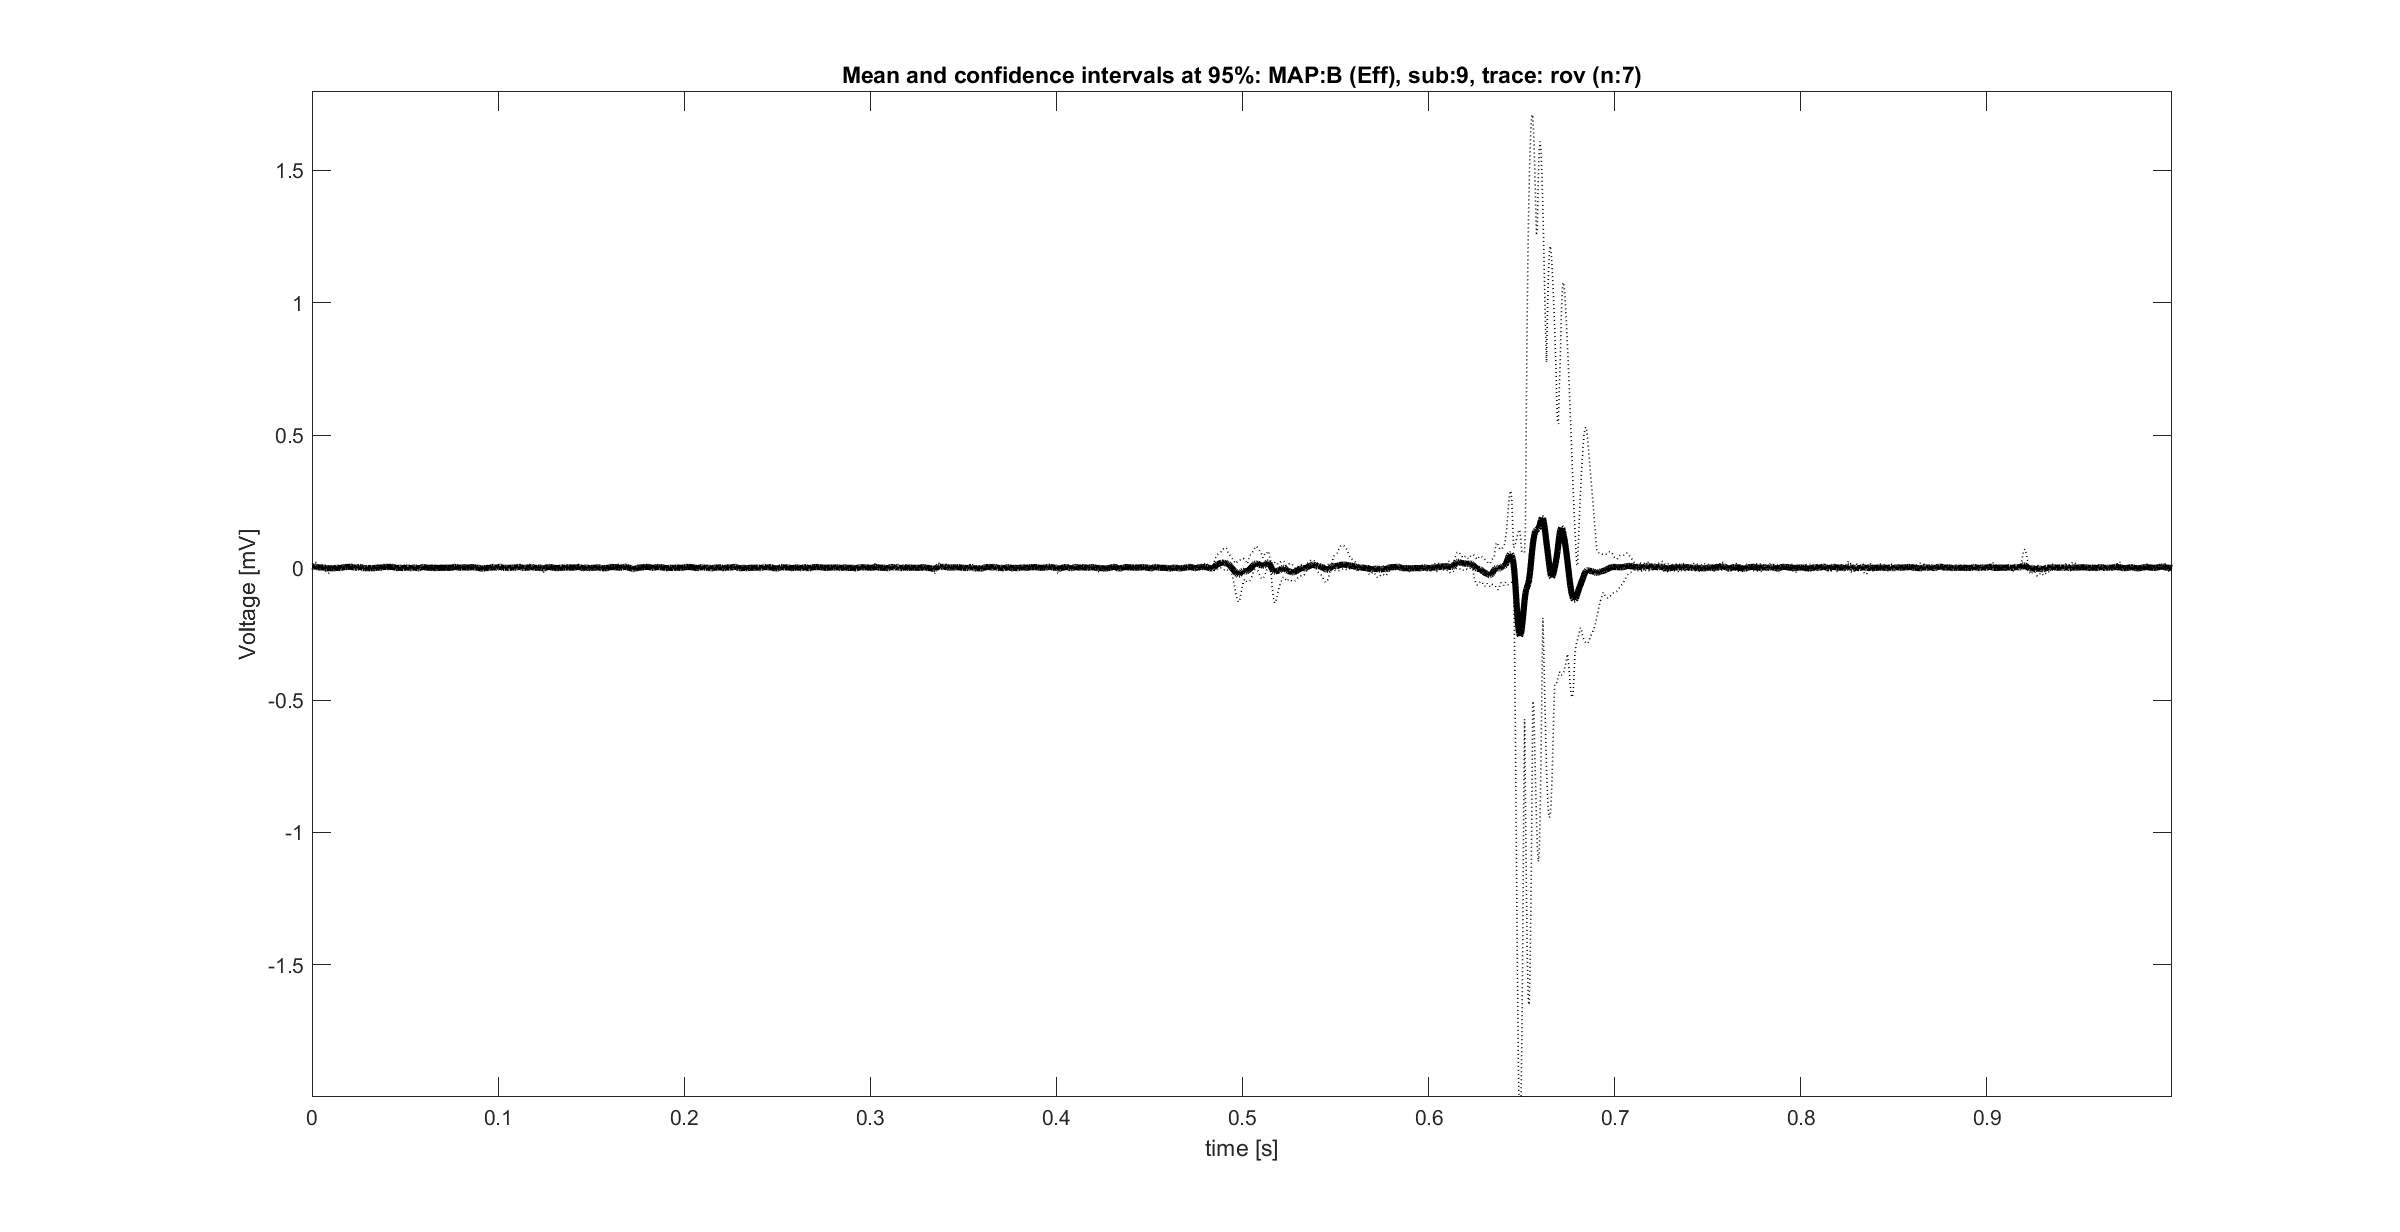 Mean and confidence intervals at 95%: MAP:B (Eff), sub:9, trace: rov (n:7)
1.5
1
0.5
0
-0.5
-1
-1.5
Voltage [mV]
0 0.1 0.2 0.3 0.4 0.5 0.6 0.7 0.8 0.9
time [s]